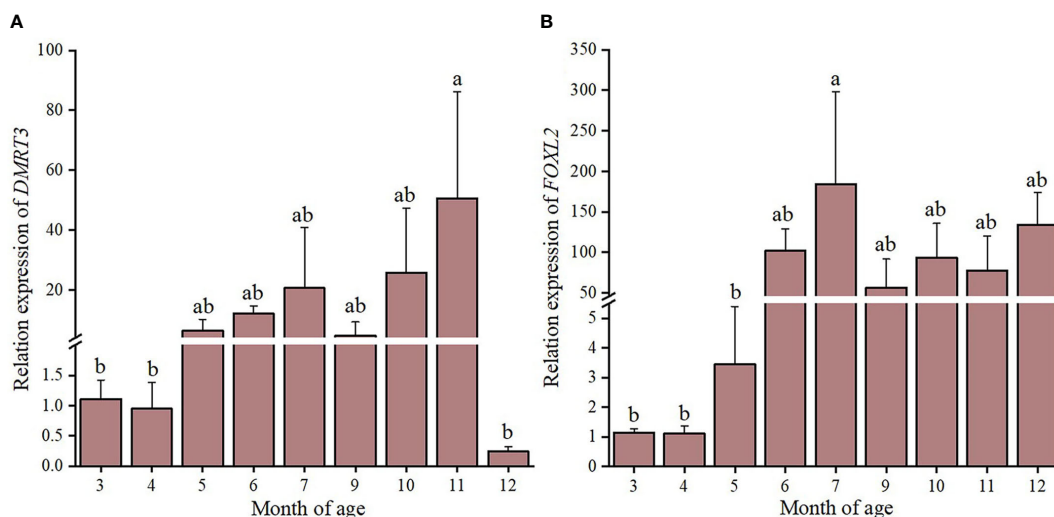 A
Relation expression of DMRT3
100
80
60
40
20
1.5
1.0
0.5
0.0
b
b
ab
ab
ab
ab
ab
a
b
3 4 5 6 7 9 10 11 12
Month of age
B
Relation expression of FOXL2
350
300
250
200
150
100
50
5
4
3
2
1
0
b
b
b
ab
a
ab
ab
ab
ab
3 4 5 6 7 9 10 11 12
Month of age